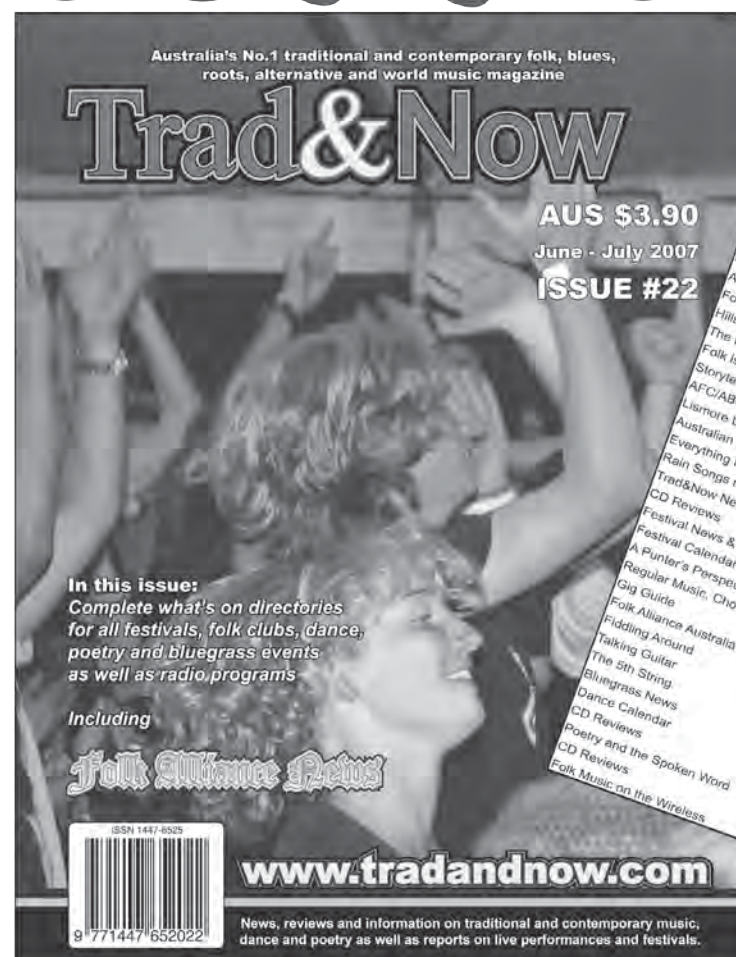 Australia's No.1 traditional and contemporary folk, blues,
roots, alternative and world music magazine
Trad&Now
AUS $3.90
June - July 2007
ISSUE #22
Hills
The
Folk
AFC/AB
Lismore
Australian
Everything
Rain Songs
Trad&Now
CD Reviews
Festival News &
Festival Calendar
A Punter's
Regular Music,
Gig Guide
Folk Alliance Australia
Fiddling Around
Talking Guitar
The 5th String
Bluegrass News
Dance Calendar
CD Reviews
Poetry and the Spoken Word
CD Reviews
Folk Music on the Wireless
In this issue:
Complete what's on directories
for all festivals, folk clubs, dance,
poetry and bluegrass events
as well as radio programs
Including
Folk Alliance News
ISSN 1447-6525
9 771447 652022
www.tradandnow.com
News, reviews and information on traditional and contemporary music,
dance and poetry as well as reports on live performances and festivals.